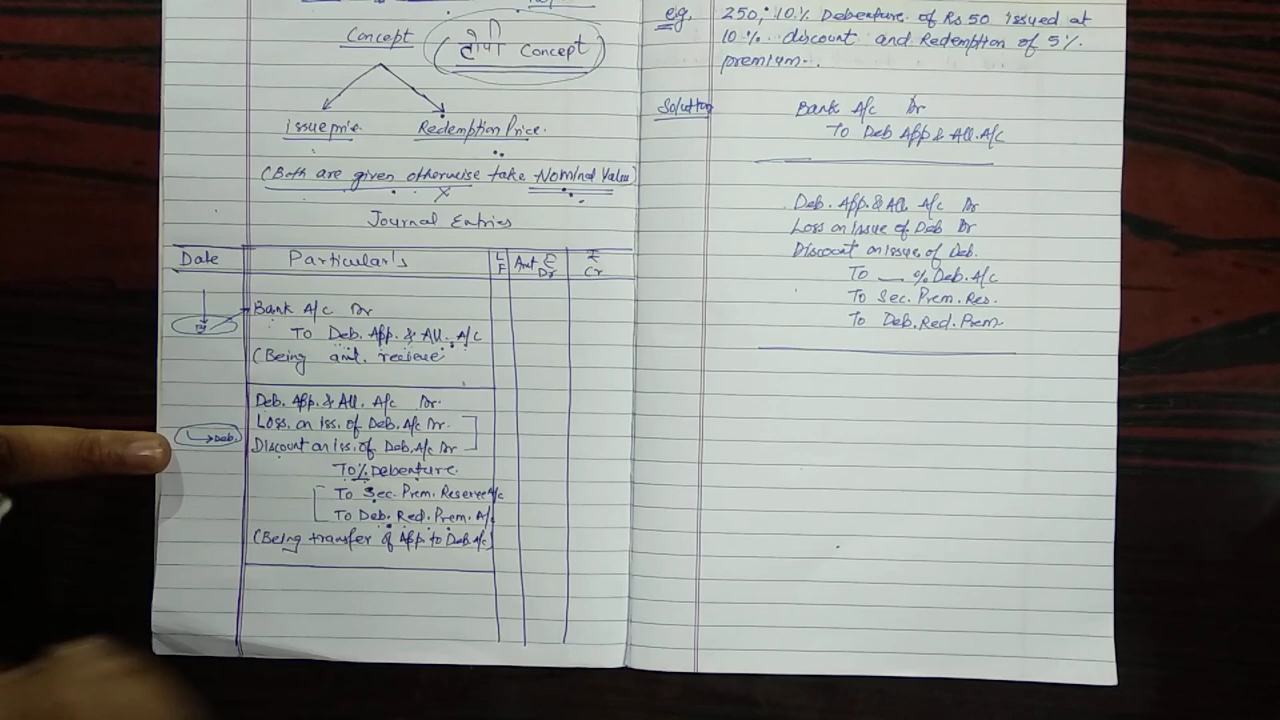 Concept (टोपी Concept)
issue prie. Redemption Price.
(Both are given otherwise take Nominal Value)
Journal Entries
Date Particular's L F Amt ₹ Dr ₹ Cr
Bank A/c Dr
To Deb. App. & All. A/c
(Being amt. recieve
Deb. App. & All. A/c Dr.
Loss. on iss. of Deb. A/c Dr.
→Deb.
Discount on iss. of Deb. A/c Dr
To % Debenture.
To Sec. Prem. Reserve A/c
To Deb. Red. Prem. A/c
(Being transfer of App. to Deb. A/c)
e.g. 250, 10% Debenture of Rs 50 issued at
10% discount and Redemption of 5%
premium.
Solution Bank A/c Dr
To Deb App & All. A/c
Deb. App. & All A/c Dr
Loss on Issue of Deb Dr
Discount on issue of Deb.
To __ % Deb. A/c
To Sec. Prem. Res.
To Deb. Red. Prem.